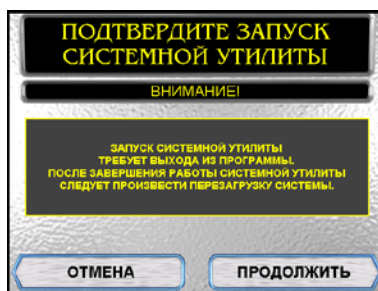 ПОДТВЕРДИТЕ ЗАПУСК
СИСТЕМНОЙ УТИЛИТЫ
ВНИМАНИЕ!
ЗАПУСК СИСТЕМНОЙ УТИЛИТЫ
ТРЕБУЕТ ВЫХОДА ИЗ ПРОГРАММЫ.
ПОСЛЕ ЗАВЕРШЕНИЯ РАБОТЫ СИСТЕМНОЙ УТИЛИТЫ
СЛЕДУЕТ ПРОИЗВЕСТИ ПЕРЕЗАГРУЗКУ СИСТЕМЫ.
ОТМЕНА
ПРОДОЛЖИТЬ